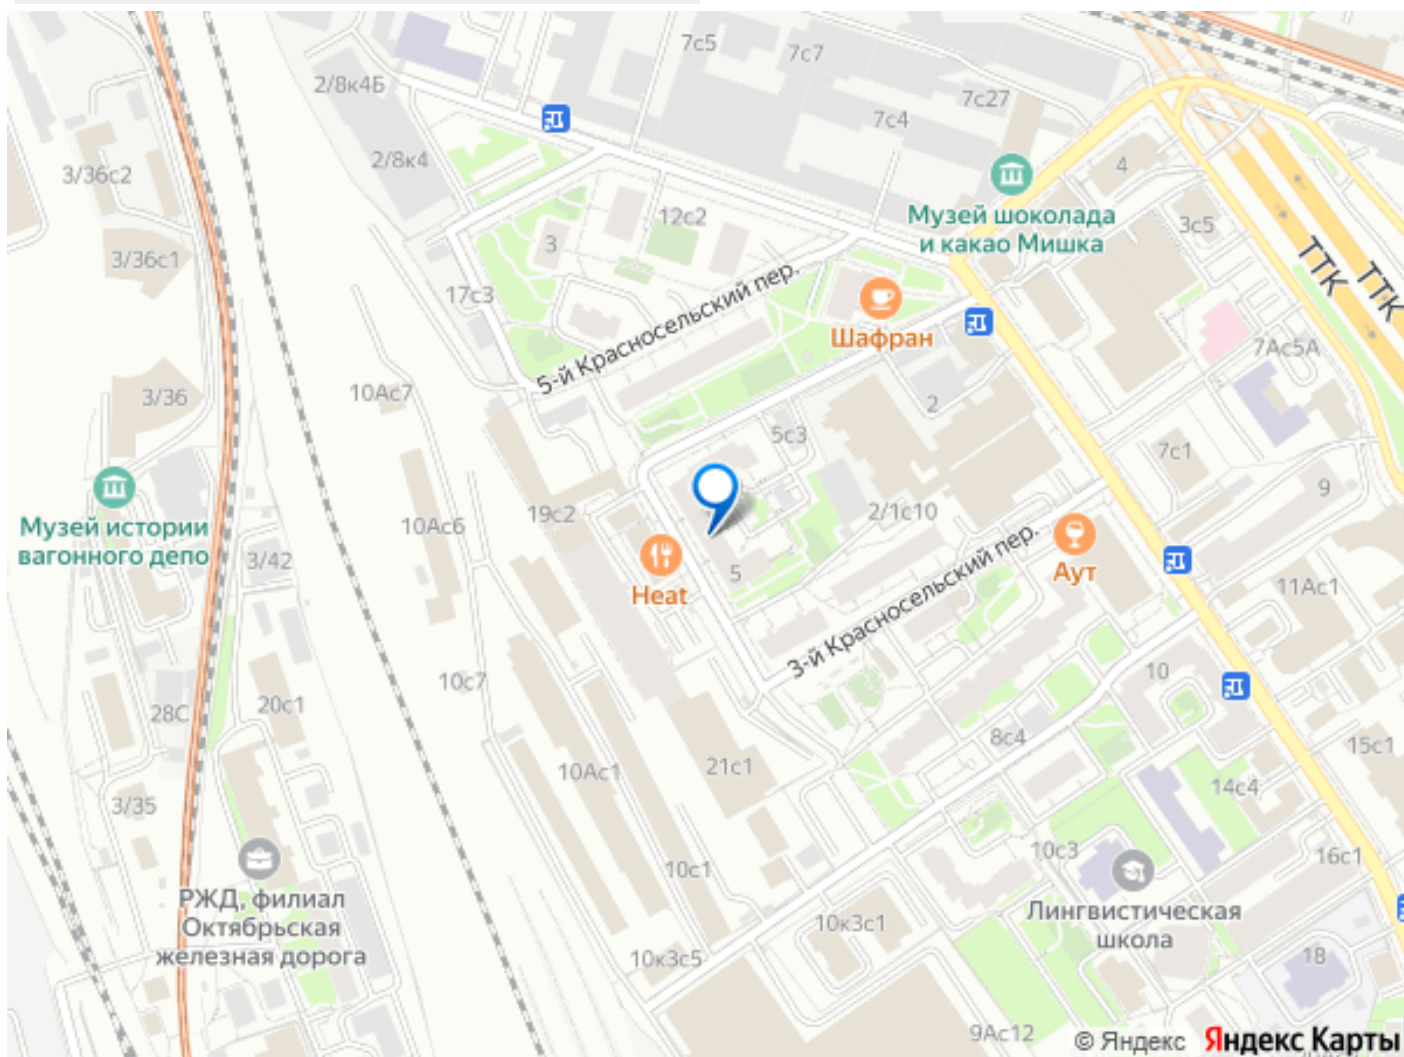 7с5
7с7
2/8к4Б
7с27
7с4
2/8к4
4
3/36с2
Музей шоколада
и какао Мишка
12с2
3с5
3
ТТК
ТТК
3/36с1
5-й Красносельский пер.
17с3
Шафран
7Ас5А
10Ас7
3/36
2
5с3
7с1
9
Музей истории
вагонного депо
19с2
10Ас6
2/1с10
3/42
Heat
5
Аут
11Ас1
3-й Красносельский пер.
10с7
10
28С
20с1
8с4
15с1
10Ас1
21с1
14с4
3/35
10с3
16с1
10с1
РЖД, филиал
Октябрьская
железная дорога
Лингвистическая
школа
10к3с1
10к3с5
18
9Ас12
© Яндекс Яндекс Карты